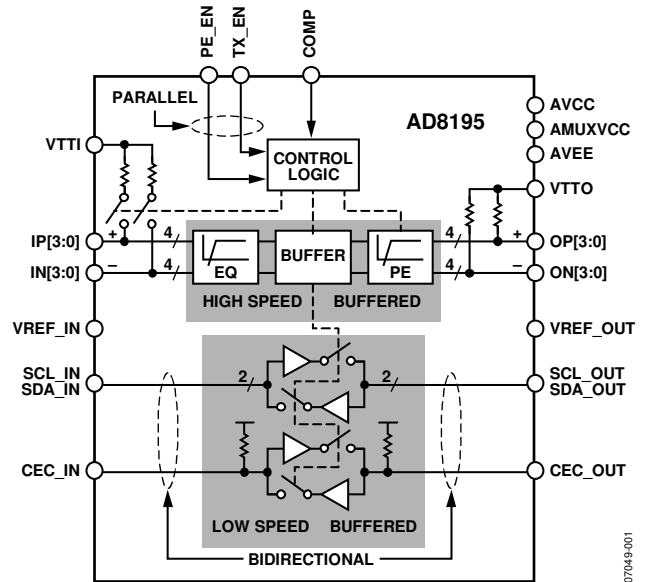 PE_EN
TX_EN
COMP
PARALLEL
AD8195
AVCC
AMUXVCC
AVEE
VTTI
CONTROL
LOGIC
VTTO
IP[3:0]
+
4
4
+
OP[3:0]
EQ
BUFFER
PE
IN[3:0]
–
4
4
–
ON[3:0]
HIGH SPEED
BUFFERED
VREF_IN
VREF_OUT
SCL_IN
SDA_IN
2
2
SCL_OUT
SDA_OUT
CEC_IN
CEC_OUT
LOW SPEED
BUFFERED
BIDIRECTIONAL
07049-001